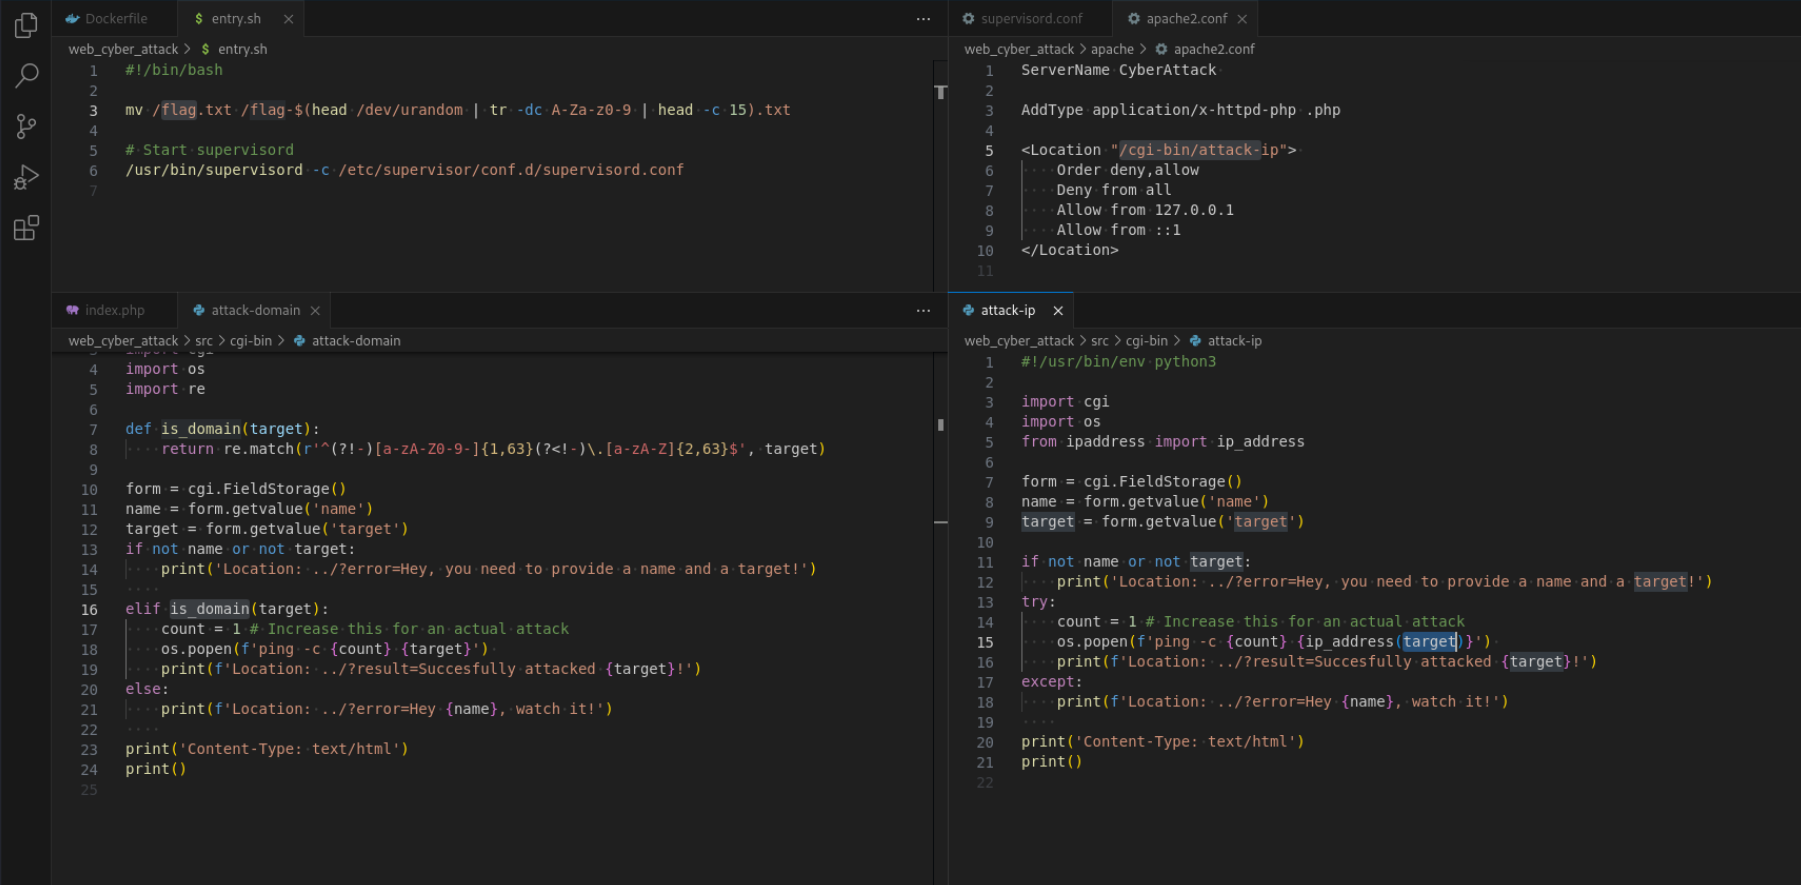 Dockerfile
$ entry.sh
...
web_cyber_attack > $ entry.sh
1 #!/bin/bash
2
3 mv /flag.txt /flag-$(head /dev/urandom | tr -dc A-Za-z0-9 | head -c 15).txt
4
5 # Start supervisord
6 /usr/bin/supervisord -c /etc/supervisor/conf.d/supervisord.conf
7
supervisord.conf
apache2.conf
web_cyber_attack > apache > apache2.conf
1 ServerName CyberAttack
2
3 AddType application/x-httpd-php .php
4
5 <Location "/cgi-bin/attack-ip">
6     Order deny,allow
7     Deny from all
8     Allow from 127.0.0.1
9     Allow from ::1
10 </Location>
11
index.php
attack-domain
...
web_cyber_attack > src > cgi-bin > attack-domain
3 import cgi
4 import os
5 import re
6
7 def is_domain(target):
8     return re.match(r'^(?!-)[a-zA-Z0-9-]{1,63}(?<!-)\.[a-zA-Z]{2,63}$', target)
9
10 form = cgi.FieldStorage()
11 name = form.getvalue('name')
12 target = form.getvalue('target')
13 if not name or not target:
14     print('Location: ../?error=Hey, you need to provide a name and a target!')
15
16 elif is_domain(target):
17     count = 1 # Increase this for an actual attack
18     os.popen(f'ping -c {count} {target}')
19     print(f'Location: ../?result=Succesfully attacked {target}!')
20 else:
21     print(f'Location: ../?error=Hey {name}, watch it!')
22
23 print('Content-Type: text/html')
24 print()
25
attack-ip
web_cyber_attack > src > cgi-bin > attack-ip
1 #!/usr/bin/env python3
2
3 import cgi
4 import os
5 from ipaddress import ip_address
6
7 form = cgi.FieldStorage()
8 name = form.getvalue('name')
9 target = form.getvalue('target')
10
11 if not name or not target:
12     print('Location: ../?error=Hey, you need to provide a name and a target!')
13 try:
14     count = 1 # Increase this for an actual attack
15     os.popen(f'ping -c {count} {ip_address(target)}')
16     print(f'Location: ../?result=Succesfully attacked {target}!')
17 except:
18     print(f'Location: ../?error=Hey {name}, watch it!')
19
20 print('Content-Type: text/html')
21 print()
22